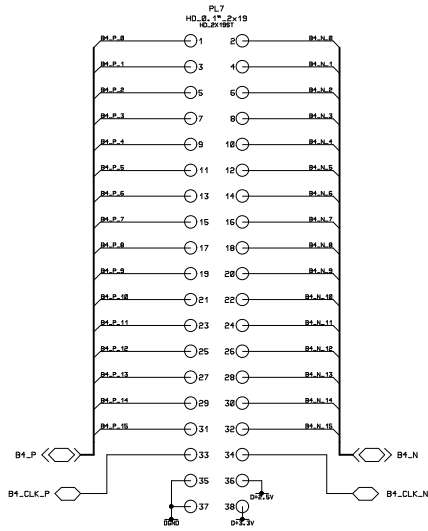 PL7
HD_0.1"_2x19
HD_2X19ST
B4_P_0 1 2 B4_N_0
B4_P_1 3 4 B4_N_1
B4_P_2 5 6 B4_N_2
B4_P_3 7 8 B4_N_3
B4_P_4 9 10 B4_N_4
B4_P_5 11 12 B4_N_5
B4_P_6 13 14 B4_N_6
B4_P_7 15 16 B4_N_7
B4_P_8 17 18 B4_N_8
B4_P_9 19 20 B4_N_9
B4_P_10 21 22 B4_N_10
B4_P_11 23 24 B4_N_11
B4_P_12 25 26 B4_N_12
B4_P_13 27 28 B4_N_13
B4_P_14 29 30 B4_N_14
B4_P_15 31 32 B4_N_15
B4_P 33 34 B4_N
35 36
B4_CLK_P B4_CLK_N
D+2.5V
37 38
DGND D+3.3V